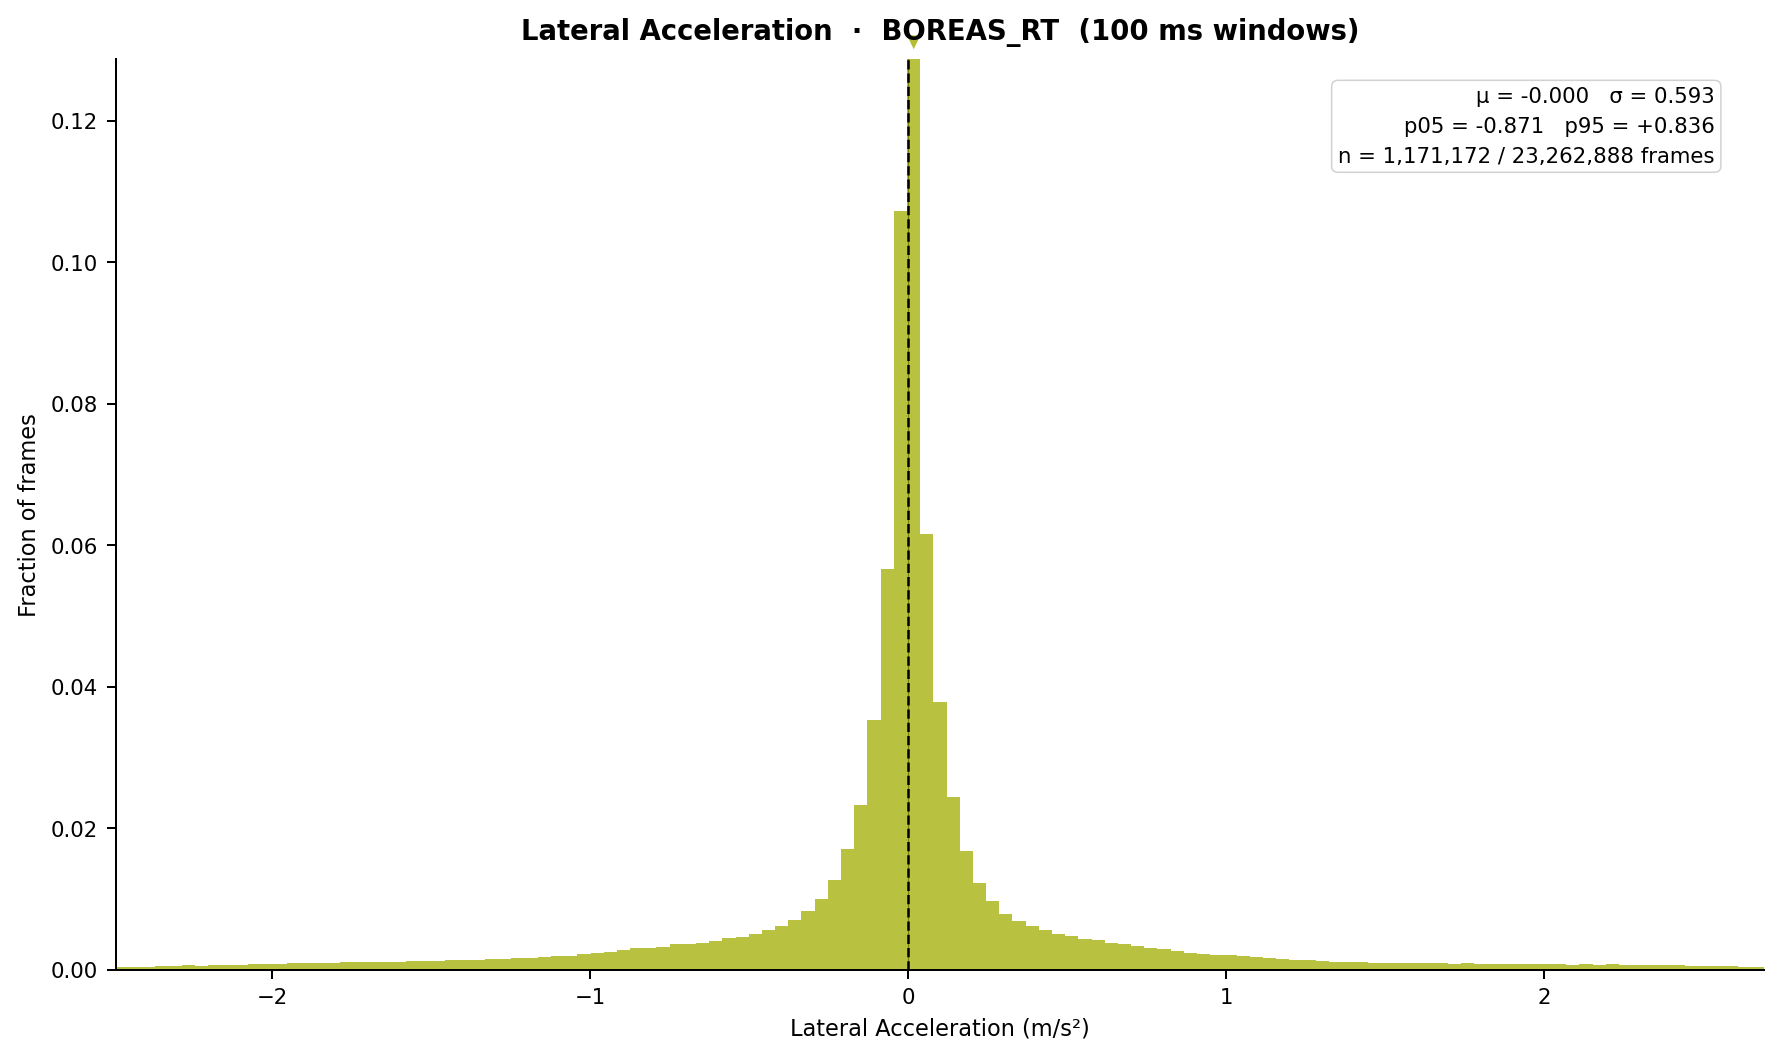 Lateral Acceleration · BOREAS_RT (100 ms windows)
μ = -0.000 σ = 0.593
p05 = -0.871 p95 = +0.836
n = 1,171,172 / 23,262,888 frames
0.12
0.10
0.08
0.06
0.04
0.02
0.00
Fraction of frames
−2
−1
0
1
2
Lateral Acceleration (m/s²)